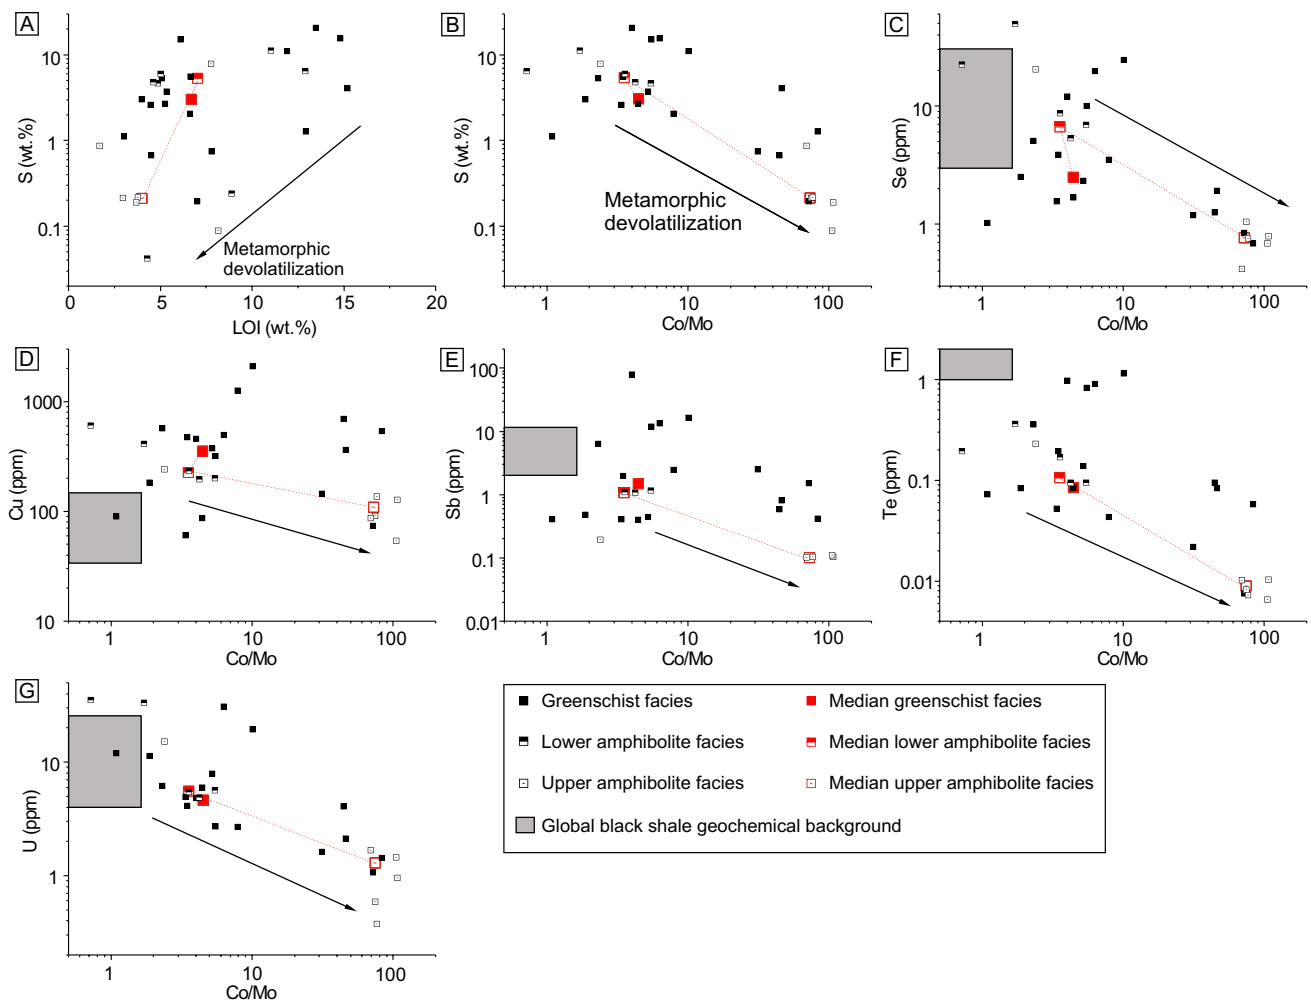 A
S (wt.%)
10
1
0.1
0
5
10
15
20
LOI (wt.%)
Metamorphic
devolatilization
B
S (wt.%)
10
1
0.1
1
10
100
Co/Mo
Metamorphic
devolatilization
C
Se (ppm)
10
1
1
10
100
Co/Mo
D
Cu (ppm)
1000
100
10
1
10
100
Co/Mo
E
Sb (ppm)
100
10
1
0.1
0.01
1
10
100
Co/Mo
F
Te (ppm)
1
0.1
0.01
1
10
100
Co/Mo
G
U (ppm)
10
1
1
10
100
Co/Mo
Greenschist facies
Median greenschist facies
Lower amphibolite facies
Median lower amphibolite facies
Upper amphibolite facies
Median upper amphibolite facies
Global black shale geochemical background